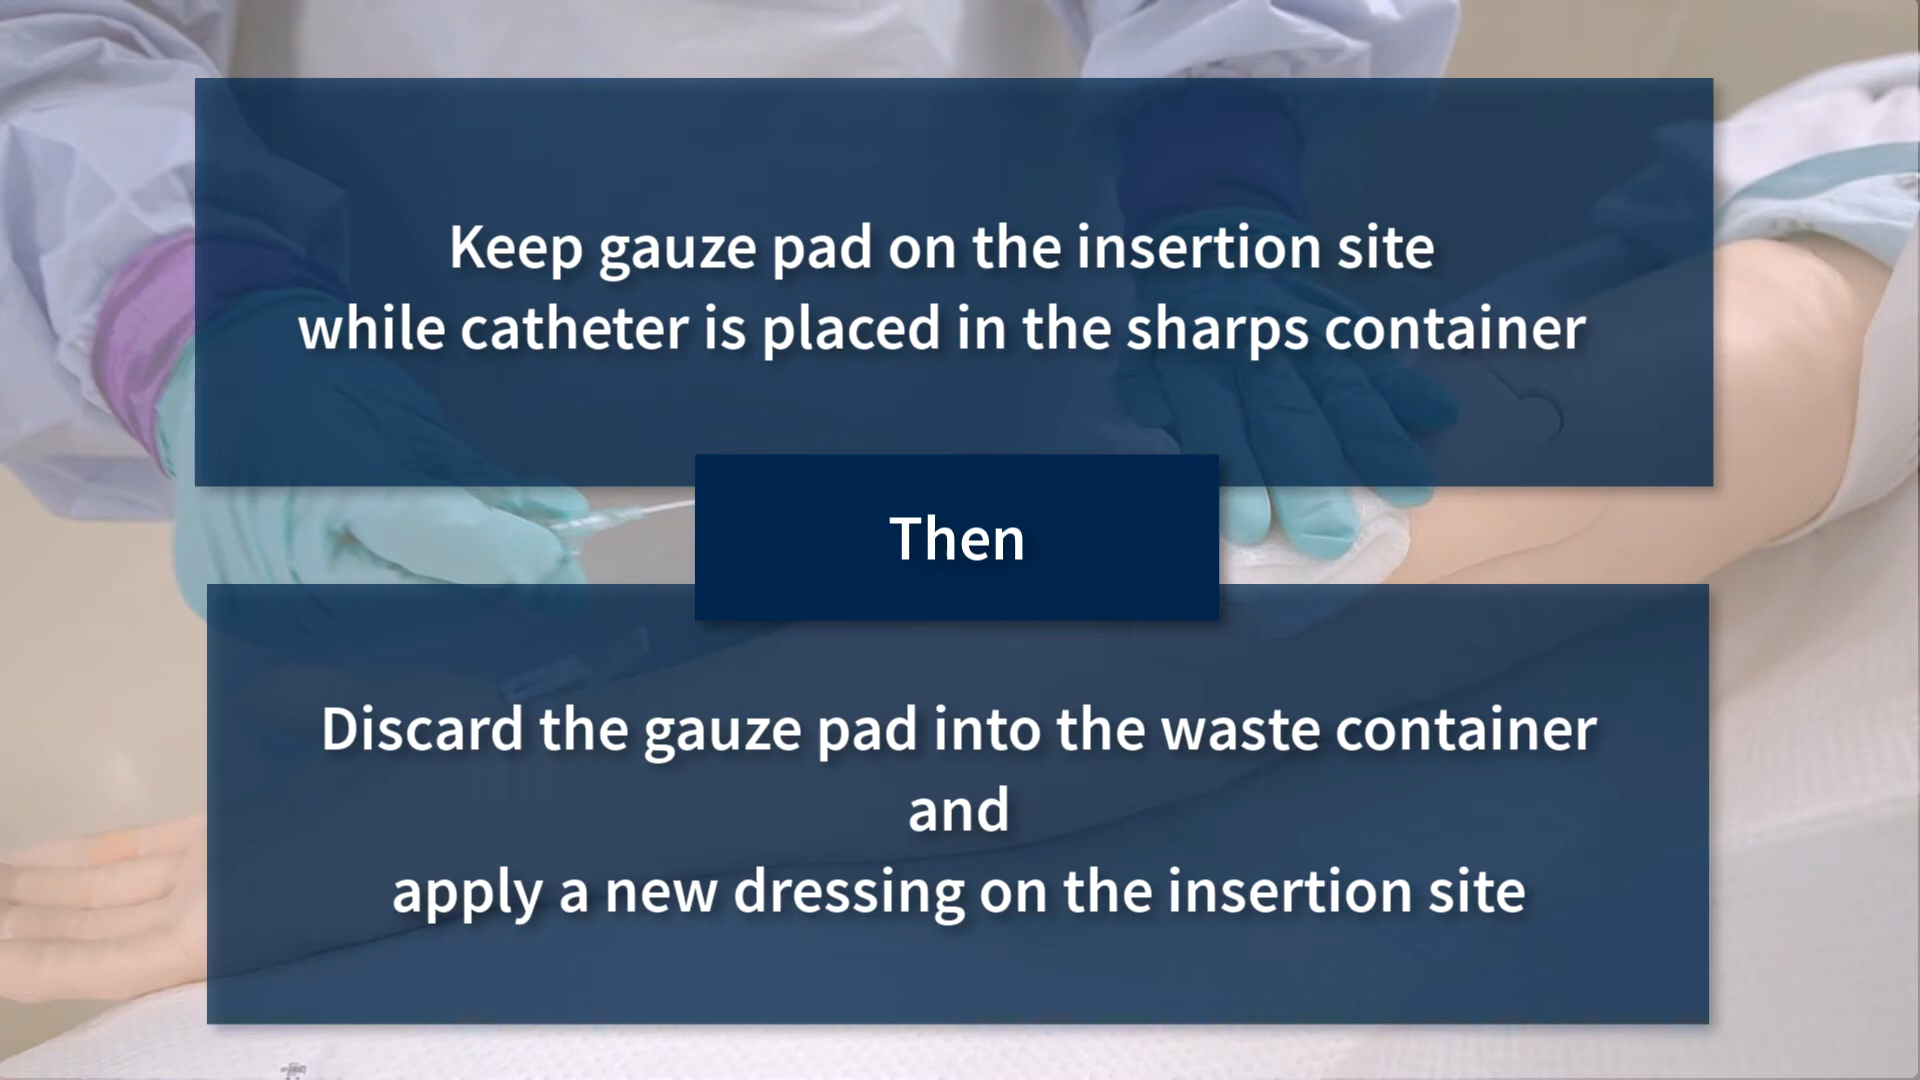 Keep gauze pad on the insertion site
while catheter is placed in the sharps container
Then
Discard the gauze pad into the waste container
and
apply a new dressing on the insertion site